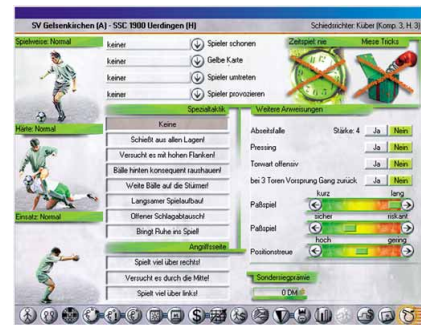 SV Gelsenkirchen (A) - SSC 1900 Uerdingen (H)
Schiedsrichter: Küber (Komp. 3, H. 3)
Spielweise: Normal
keiner
Spieler schonen
keiner
Gelbe Karte
keiner
Spieler umtreten
keiner
Spieler provozieren
Zeitspiel: nie
Miese Tricks
Härte: Normal
Einsatz: Normal
Spezialtaktik
Keine
Schießt aus allen Lagen!
Versucht es mit hohen Flanken!
Bälle hinten konsequent raushauen!
Weite Bälle auf die Stürmer!
Langsamer Spielaufbau!
Offener Schlagabtausch!
Bringt Ruhe ins Spiel!
Angriffsseite
Spielt viel über rechts!
Versucht es durch die Mitte!
Spielt viel über links!
Weitere Anweisungen
Abseitsfalle Stärke: 4 Ja Nein
Pressing Ja Nein
Torwart offensiv Ja Nein
bei 3 Toren Vorsprung Gang zurück Ja Nein
kurz lang
Paßspiel
sicher riskant
Paßspiel
hoch gering
Positionstreue
Sondersiegprämie
0 DM